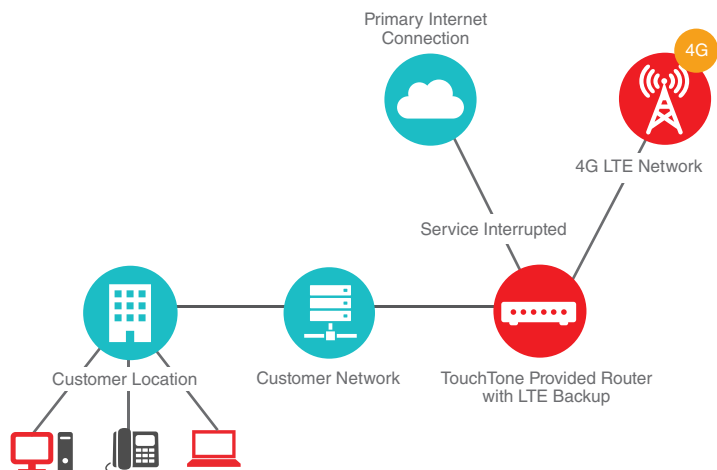 Primary Internet
Connection
4G
4G LTE Network
Service Interrupted
Customer Location
Customer Network
TouchTone Provided Router
with LTE Backup